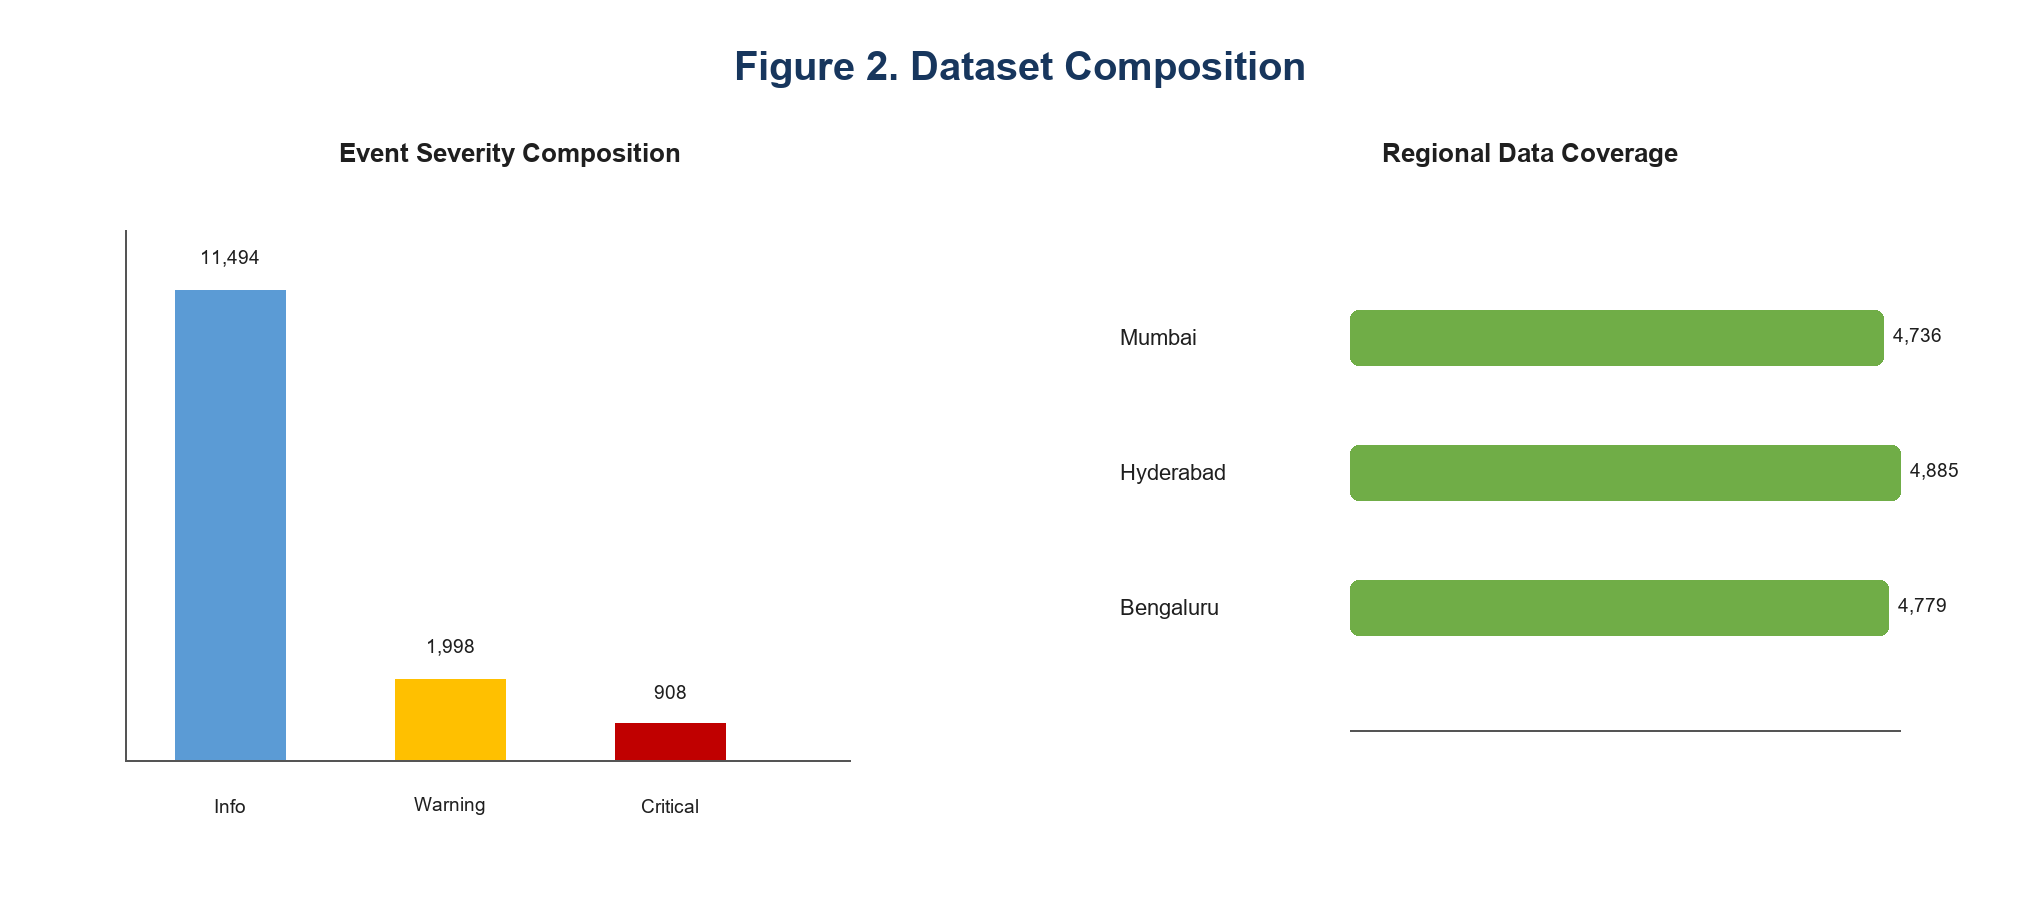 Figure 2. Dataset Composition
Event Severity Composition
11,494
1,998
908
Info
Warning
Critical
Regional Data Coverage
Mumbai
4,736
Hyderabad
4,885
Bengaluru
4,779